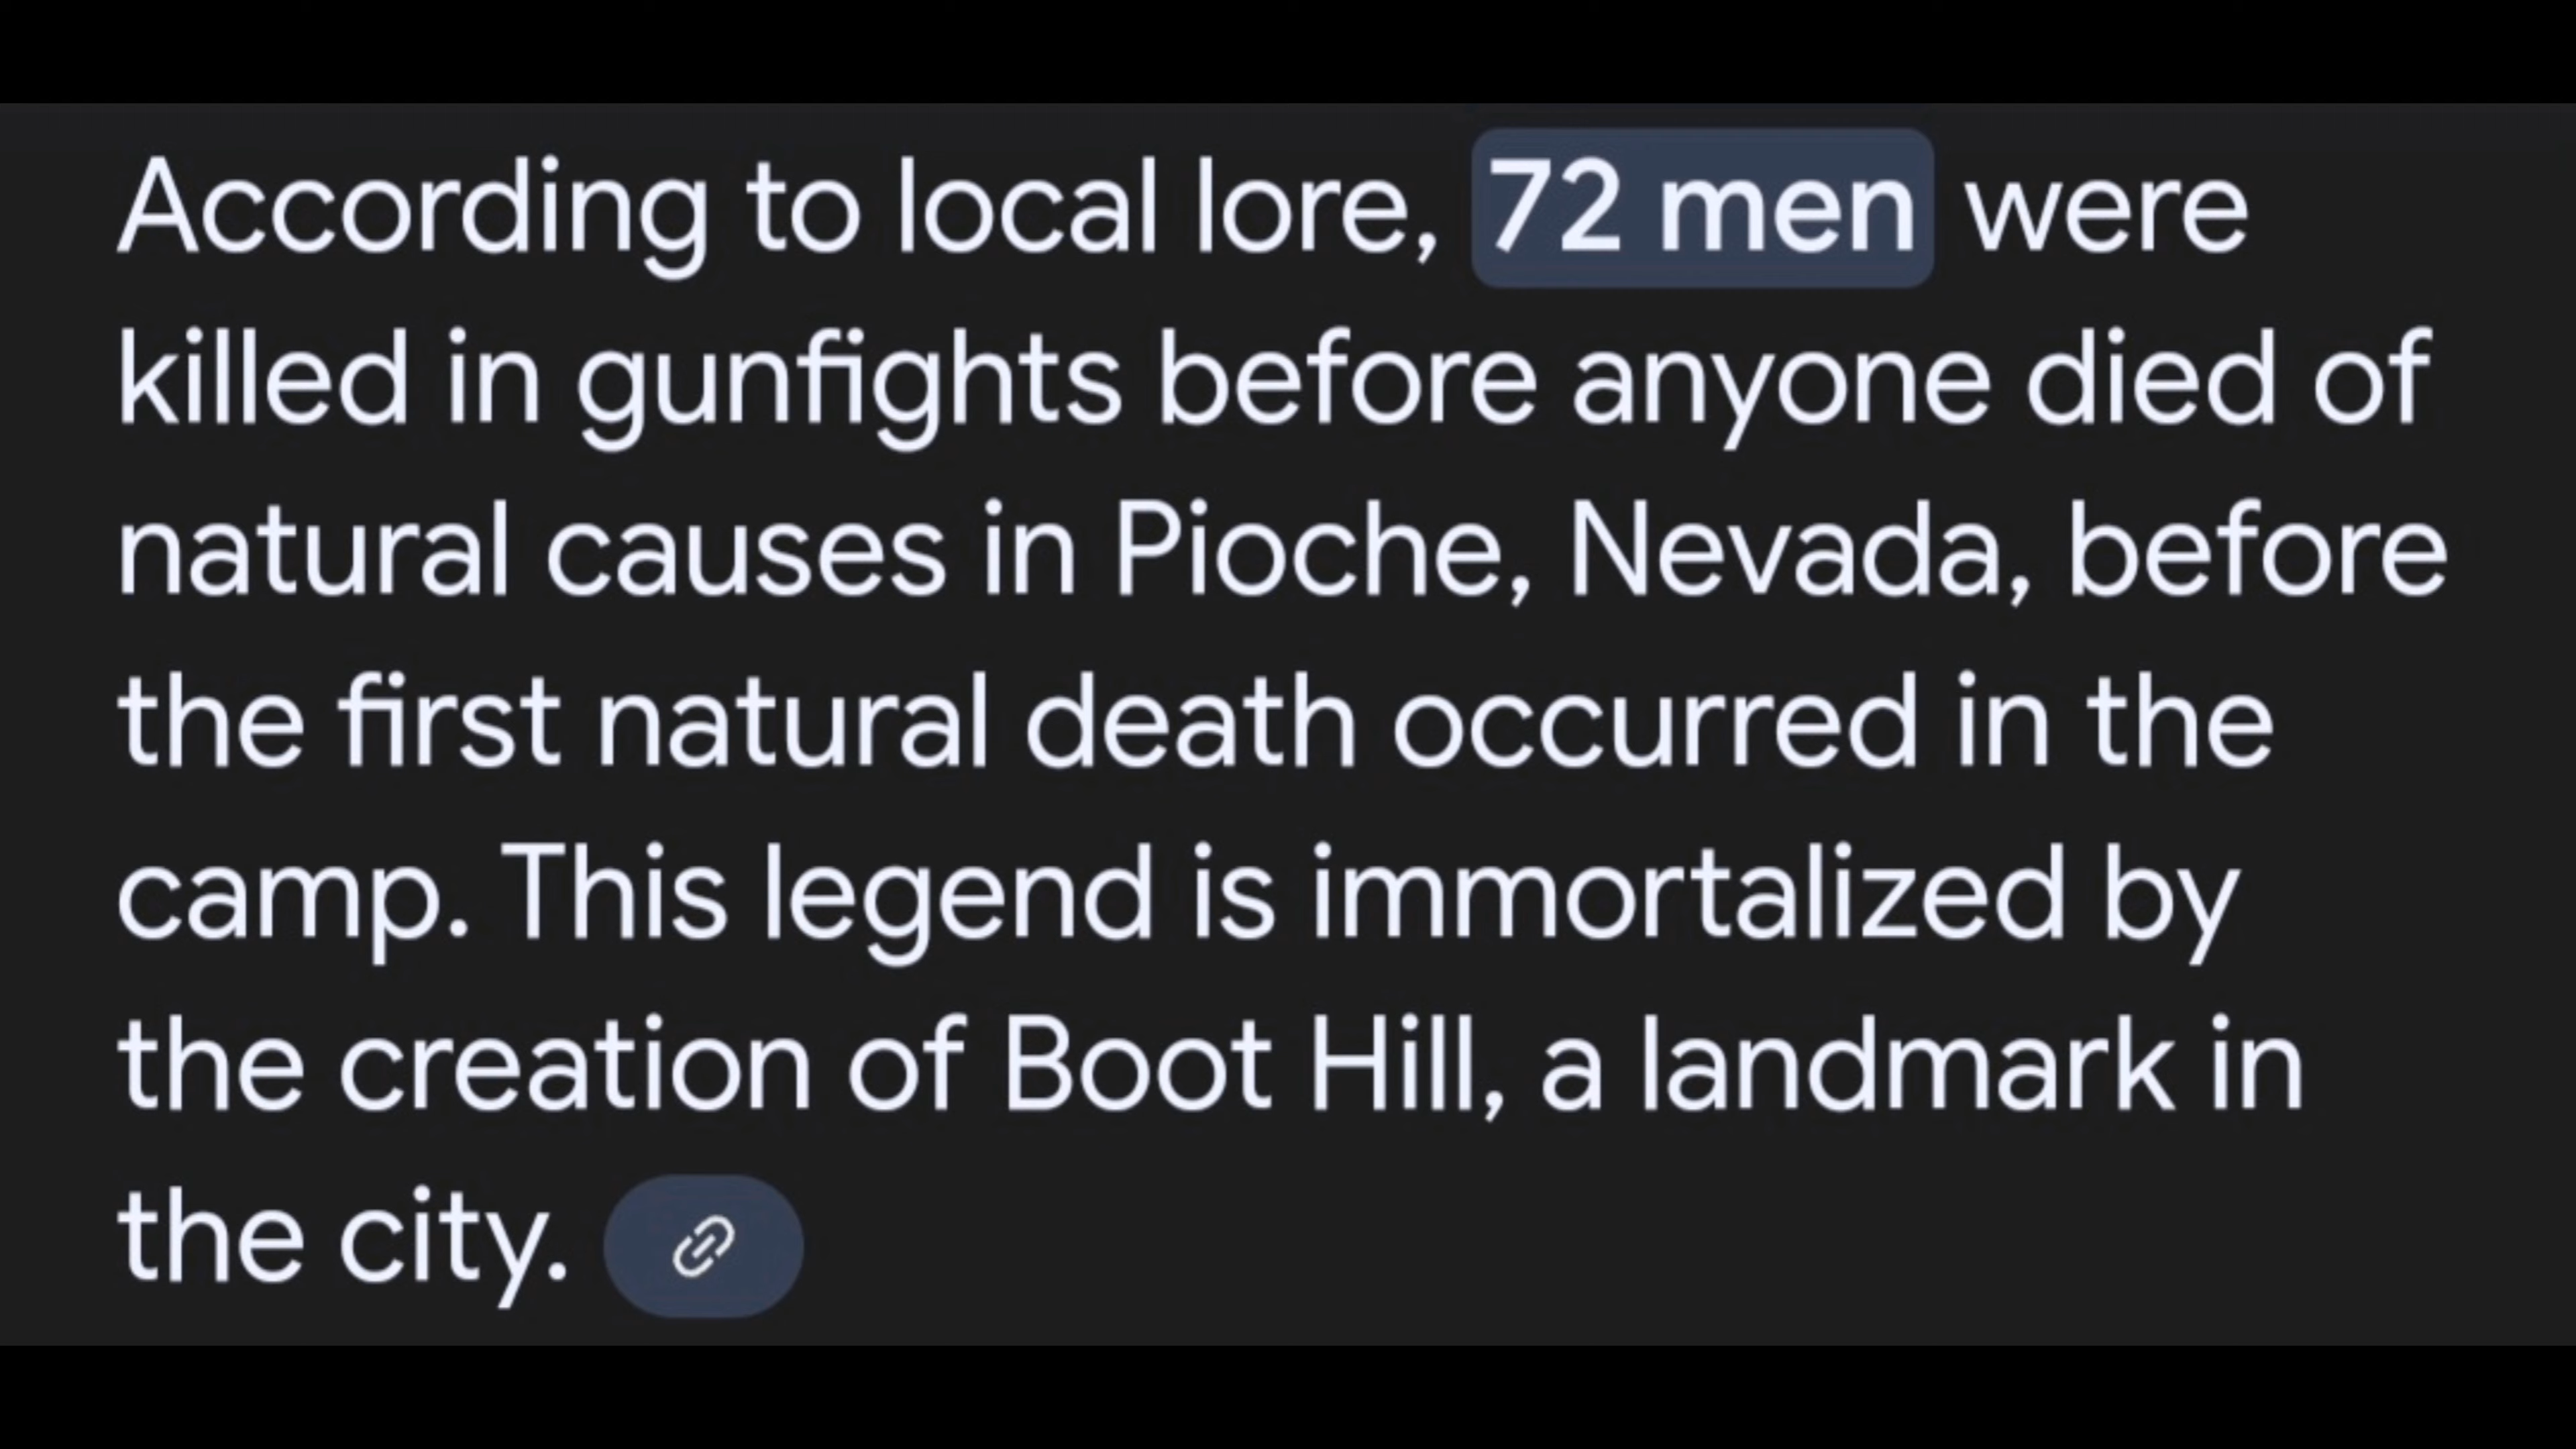 According to local lore, 72 men were
killed in gunfights before anyone died of
natural causes in Pioche, Nevada, before
the first natural death occurred in the
camp. This legend is immortalized by
the creation of Boot Hill, a landmark in
the city.